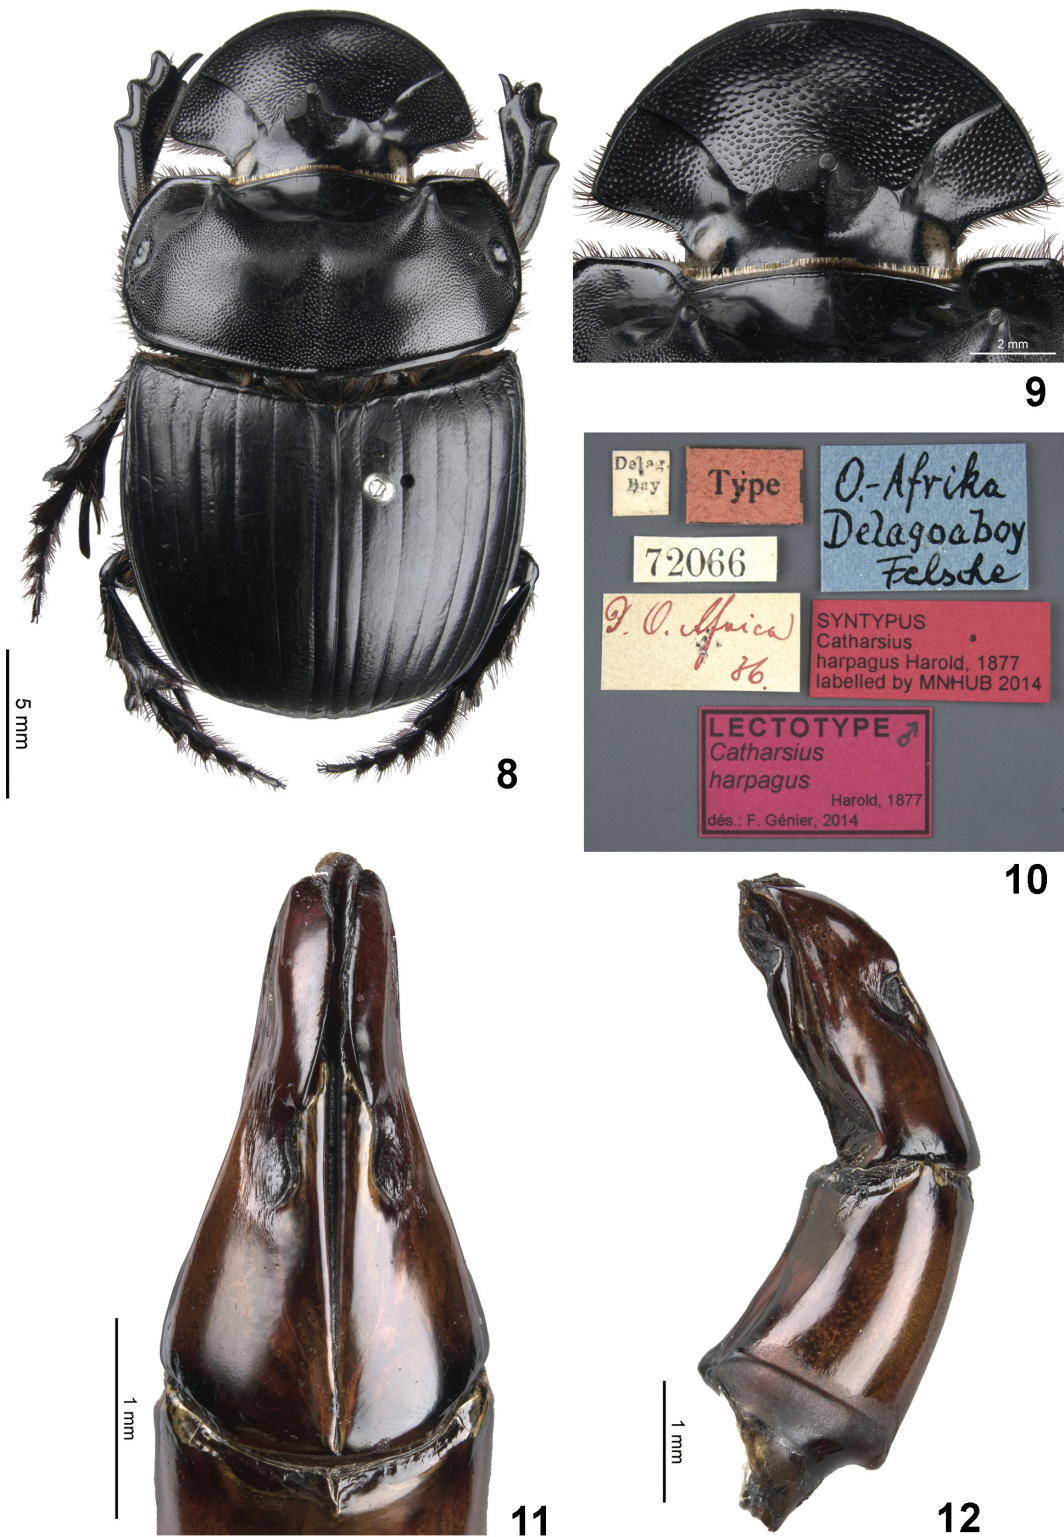 2 mm
9
5 mm
8
Delag.
Bay
Type
O.-Afrika
Delagoaboy
Felsche
72066
O. Africa
86.
SYNTYPUS
Catharsius
harpagus Harold, 1877
labelled by MNHUB 2014
LECTOTYPE ♂
Catharsius
harpagus
Harold, 1877
dés.: F. Génier, 2014
10
1 mm
11
1 mm
12